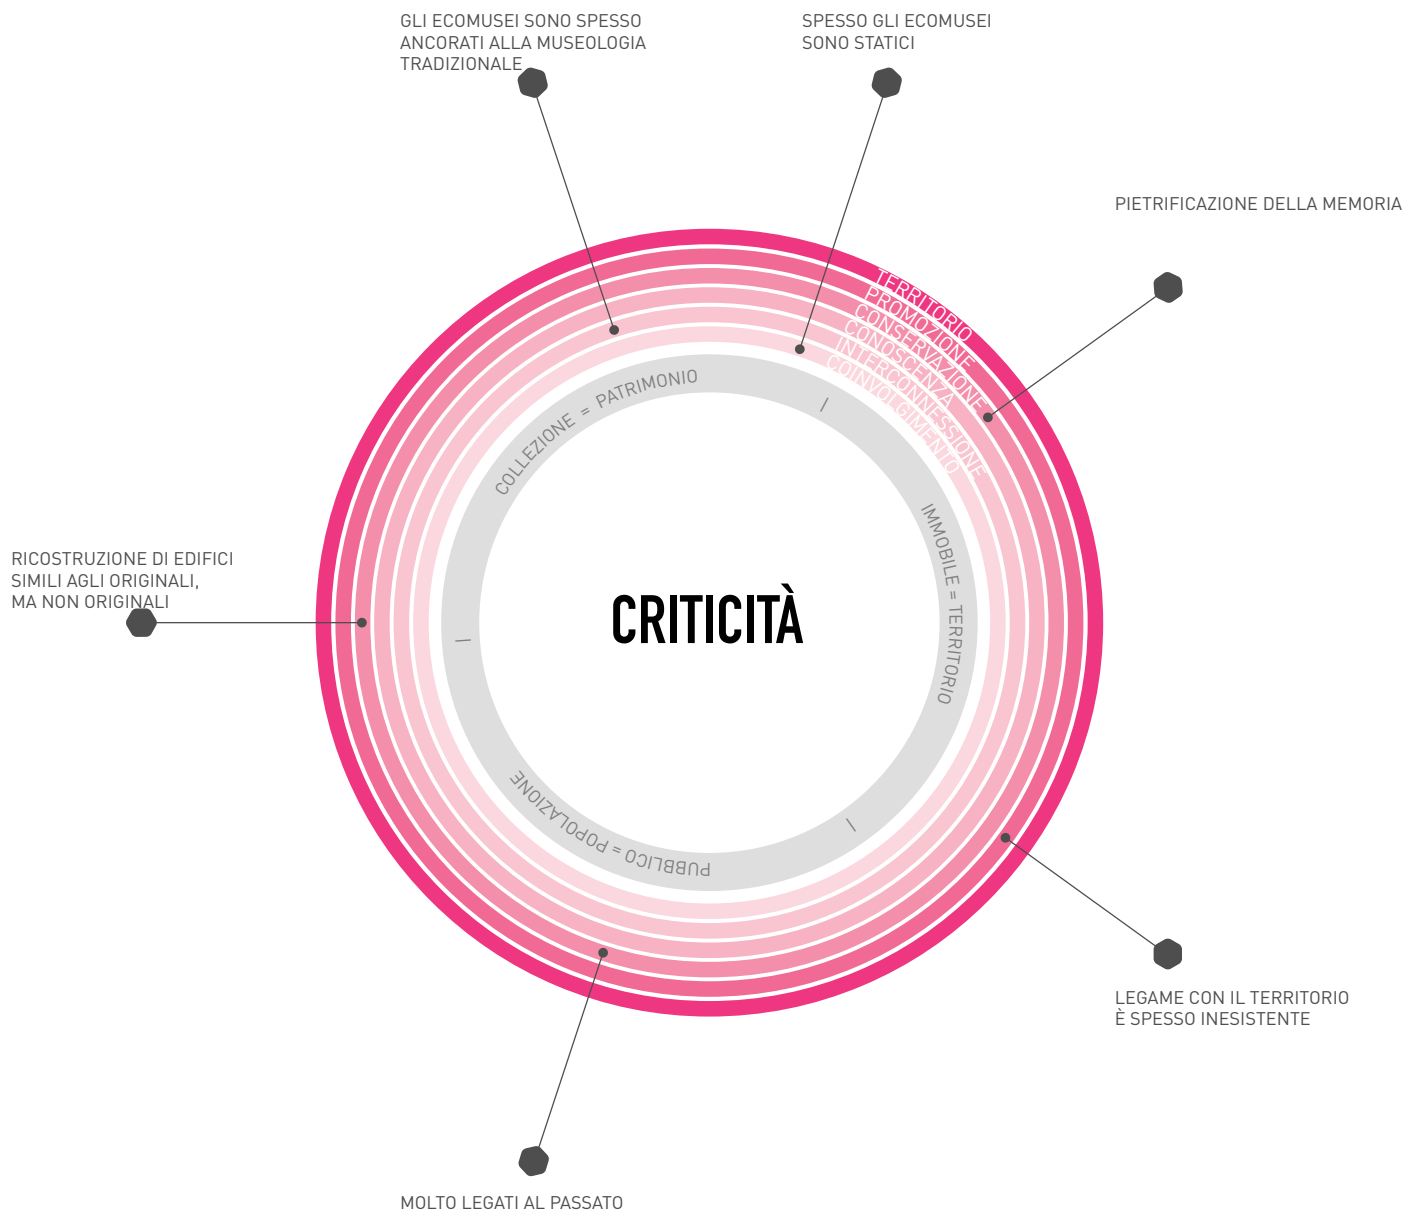 GLI ECOMUSEI SONO SPESSO
ANCORATI ALLA MUSEOLOGIA
TRADIZIONALE
SPESSO GLI ECOMUSEI
SONO STATICI
PIETRIFICAZIONE DELLA MEMORIA
TERRITORIO
PROMOZIONE
CONSERVAZIONE
CONOSCENZA
INTERCONNESSIONE
COINVOLGIMENTO
COLLEZIONE = PATRIMONIO
IMMOBILE = TERRITORIO
PUBBLICO = POPOLAZIONE
CRITICITÀ
RICOSTRUZIONE DI EDIFICI
SIMILI AGLI ORIGINALI,
MA NON ORIGINALI
LEGAME CON IL TERRITORIO
È SPESSO INESISTENTE
MOLTO LEGATI AL PASSATO